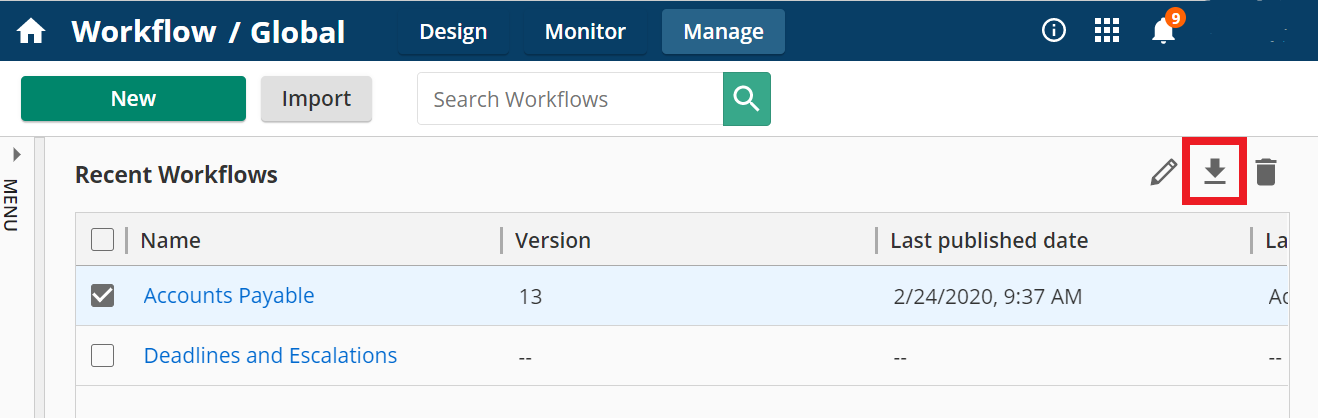 Workflow / Global Design Monitor Manage 9
New Import Search Workflows
MENU
Recent Workflows
Name Version Last published date La
Accounts Payable 13 2/24/2020, 9:37 AM Ac
Deadlines and Escalations -- -- --